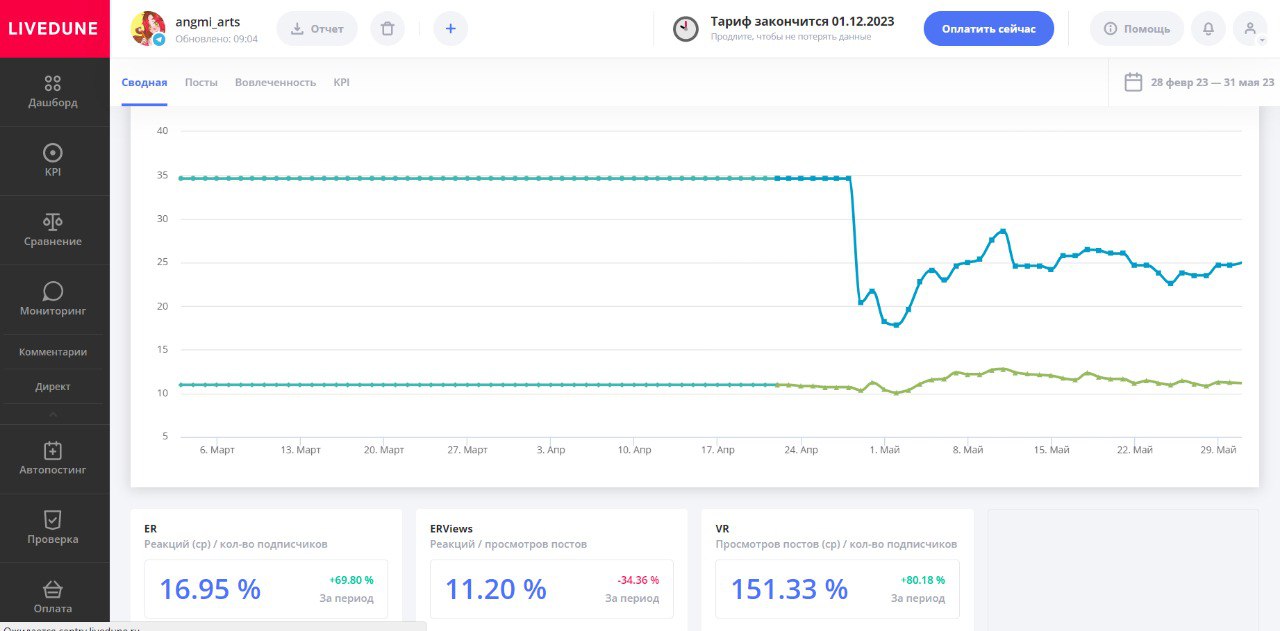 LIVEDUNE
angmi_arts
Обновлено: 09:04
Отчет
Тариф закончится 01.12.2023
Продлите, чтобы не потерять данные
Оплатить сейчас
Помощь
Сводная Посты Вовлеченность KPI
28 февр 23 — 31 мая 23
Дашборд
KPI
Сравнение
Мониторинг
Комментарии
Директ
Автопостинг
Проверка
Оплата
40
35
30
25
20
15
10
5
6. Март 13. Март 20. Март 27. Март 3. Апр 10. Апр 17. Апр 24. Апр 1. Май 8. Май 15. Май 22. Май 29. Май
ER
Реакций (ср) / кол-во подписчиков
16.95 % +69.80 %
За период
ERViews
Реакций / просмотров постов
11.20 % -34.36 %
За период
VR
Просмотров постов (ср) / кол-во подписчиков
151.33 % +80.18 %
За период